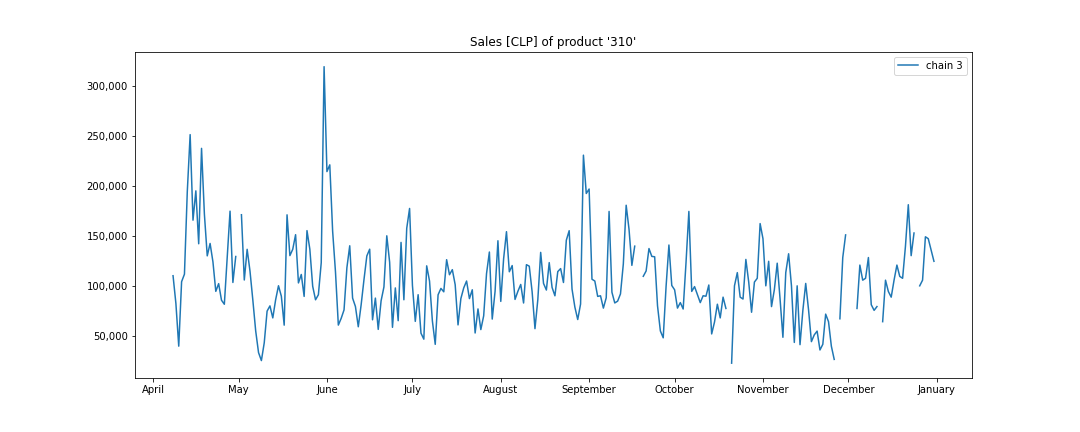 Sales [CLP] of product '310'
chain 3
300,000
250,000
200,000
150,000
100,000
50,000
April May June July August September October November December January